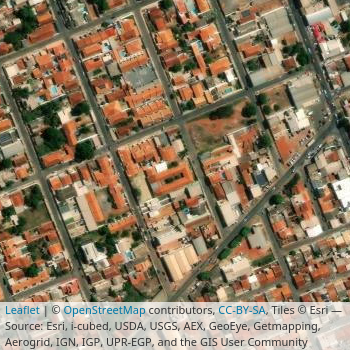 Leaflet | © OpenStreetMap contributors, CC-BY-SA, Tiles © Esri —
Source: Esri, i-cubed, USDA, USGS, AEX, GeoEye, Getmapping,
Aerogrid, IGN, IGP, UPR-EGP, and the GIS User Community